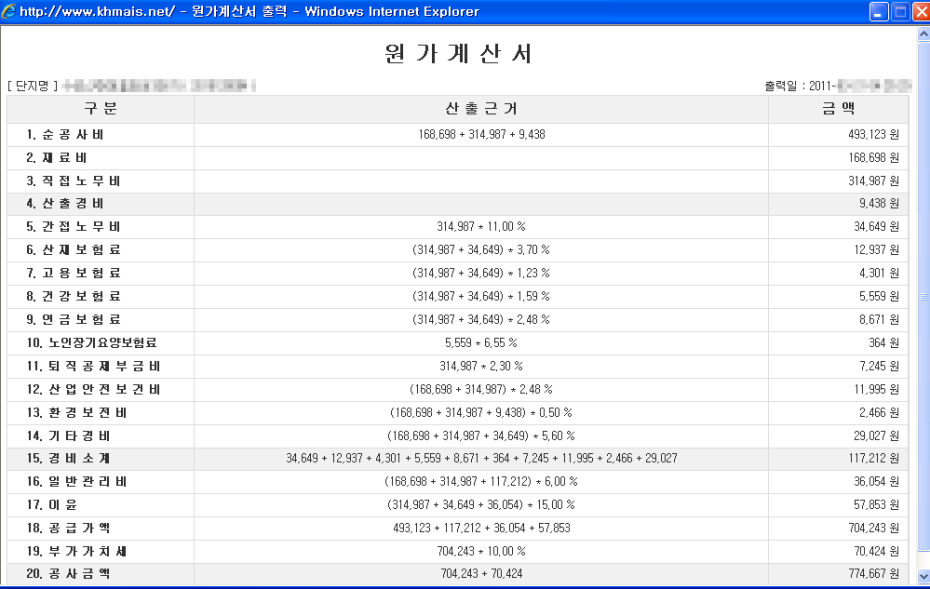 http://www.khmais.net/ - 원가계산서 출력 - Windows Internet Explorer
원 가 계 산 서
[ 단지명 ]
출력일 : 2011-
구 분 산 출 근 거 금 액
1. 순 공 사 비 168,698 + 314,987 + 9,438 493,123 원
2. 재 료 비 168,698 원
3. 직 접 노 무 비 314,987 원
4. 산 출 경 비 9,438 원
5. 간 접 노 무 비 314,987 * 11,00 % 34,649 원
6. 산 재 보 험 료 (314,987 + 34,649) * 3,70 % 12,937 원
7. 고 용 보 험 료 (314,987 + 34,649) * 1,23 % 4,301 원
8. 건 강 보 험 료 (314,987 + 34,649) * 1,59 % 5,559 원
9. 연 금 보 험 료 (314,987 + 34,649) * 2,48 % 8,671 원
10. 노인장기요양보험료 5,559 * 6,55 % 364 원
11. 퇴 직 공 제 부 금 비 314,987 * 2,30 % 7,245 원
12. 산 업 안 전 보 건 비 (168,698 + 314,987) * 2,48 % 11,995 원
13. 환 경 보 전 비 (168,698 + 314,987 + 9,438) * 0,50 % 2,466 원
14. 기 타 경 비 (168,698 + 314,987 + 34,649) * 5,60 % 29,027 원
15. 경 비 소 계 34,649 + 12,937 + 4,301 + 5,559 + 8,671 + 364 + 7,245 + 11,995 + 2,466 + 29,027 117,212 원
16. 일 반 관 리 비 (168,698 + 314,987 + 117,212) * 6,00 % 36,054 원
17. 이 윤 (314,987 + 34,649 + 36,054) * 15,00 % 57,853 원
18. 공 급 가 액 493,123 + 117,212 + 36,054 + 57,853 704,243 원
19. 부 가 가 치 세 704,243 * 10,00 % 70,424 원
20. 공 사 금 액 704,243 + 70,424 774,667 원